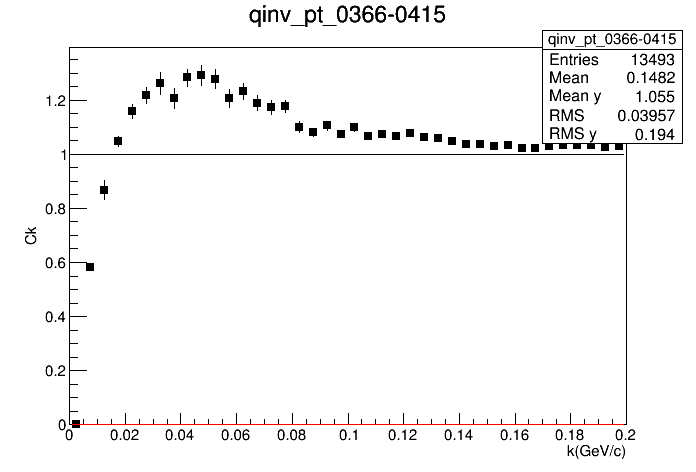 qinv_pt_0366-0415
qinv_pt_0366-0415
Entries 13493
Mean 0.1482
Mean y 1.055
RMS 0.03957
RMS y 0.194
Ck
1.2
1
0.8
0.6
0.4
0.2
0
0 0.02 0.04 0.06 0.08 0.1 0.12 0.14 0.16 0.18 0.2
k(GeV/c)